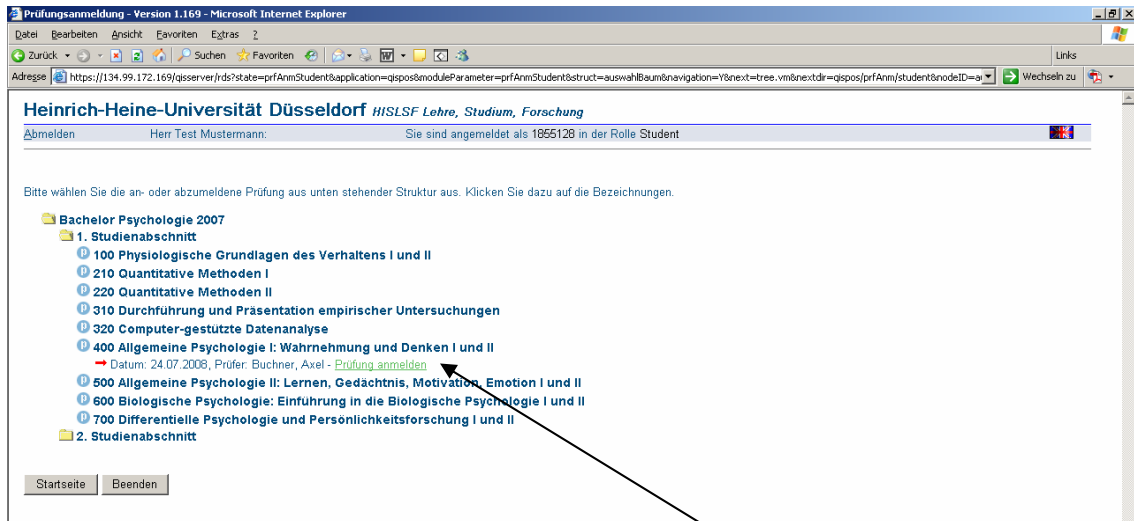 Prüfungsanmeldung - Version 1.169 - Microsoft Internet Explorer
Datei Bearbeiten Ansicht Favoriten Extras ?
Zurück Suchen Favoriten
Links
Adresse https://134.99.172.169/qisserver/rds?state=prfAnmStudent&application=qispos&moduleParameter=prfAnmStudent&struct=auswahlBaum&navigation=Y&next=tree.vm&nextdir=qispos/prfAnm/student&nodeID=a Wechseln zu
Heinrich-Heine-Universität Düsseldorf HISLSF Lehre, Studium, Forschung
Abmelden Herr Test Mustermann: Sie sind angemeldet als 1855128 in der Rolle Student
Bitte wählen Sie die an- oder abzumeldene Prüfung aus unten stehender Struktur aus. Klicken Sie dazu auf die Bezeichnungen.
Bachelor Psychologie 2007
1. Studienabschnitt
100 Physiologische Grundlagen des Verhaltens I und II
210 Quantitative Methoden I
220 Quantitative Methoden II
310 Durchführung und Präsentation empirischer Untersuchungen
320 Computer-gestützte Datenanalyse
400 Allgemeine Psychologie I: Wahrnehmung und Denken I und II
Datum: 24.07.2008, Prüfer: Buchner, Axel - Prüfung anmelden
500 Allgemeine Psychologie II: Lernen, Gedächtnis, Motivation, Emotion I und II
600 Biologische Psychologie: Einführung in die Biologische Psychologie I und II
700 Differentielle Psychologie und Persönlichkeitsforschung I und II
2. Studienabschnitt
Startseite Beenden